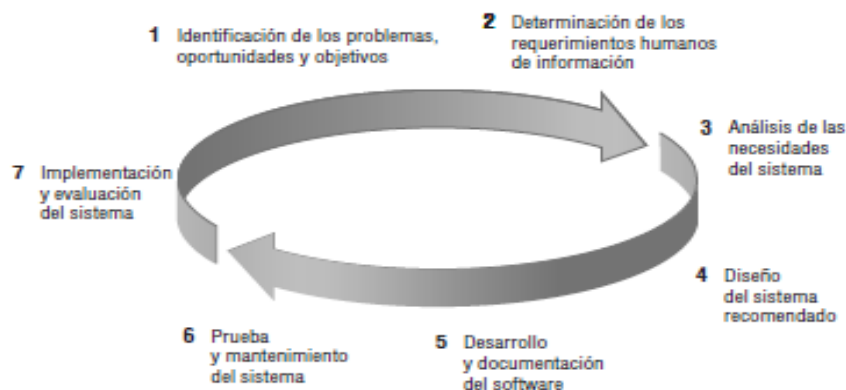 1 Identificación de los problemas,
oportunidades y objetivos
2 Determinación de los
requerimientos humanos
de información
3 Análisis de las
necesidades
del sistema
4 Diseño
del sistema
recomendado
5 Desarrollo
y documentación
del software
6 Prueba
y mantenimiento
del sistema
7 Implementación
y evaluación
del sistema